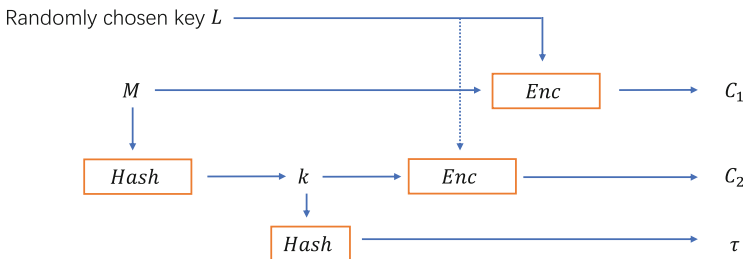 Randomly chosen key L
M Enc C₁
Hash k Enc C₂
Hash τ